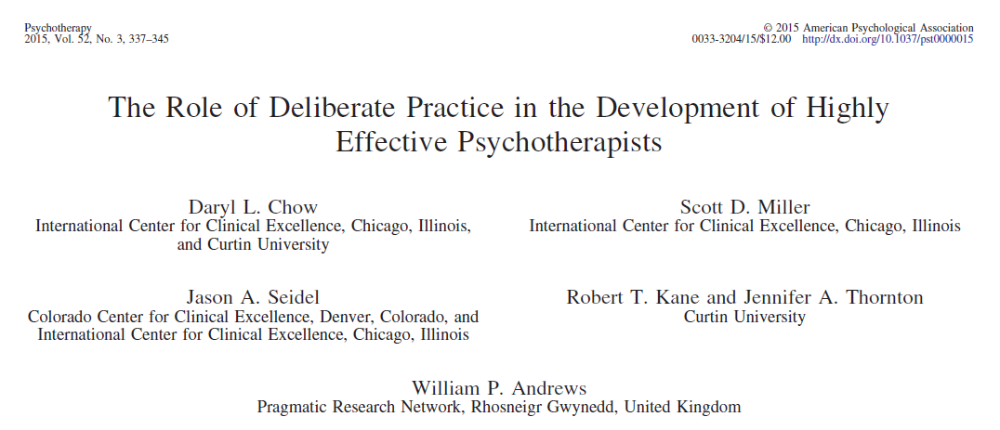 Psychotherapy
2015, Vol. 52, No. 3, 337–345
© 2015 American Psychological Association
0033-3204/15/$12.00 http://dx.doi.org/10.1037/pst0000015
The Role of Deliberate Practice in the Development of Highly
Effective Psychotherapists
Daryl L. Chow
International Center for Clinical Excellence, Chicago, Illinois,
and Curtin University
Scott D. Miller
International Center for Clinical Excellence, Chicago, Illinois
Jason A. Seidel
Colorado Center for Clinical Excellence, Denver, Colorado, and
International Center for Clinical Excellence, Chicago, Illinois
Robert T. Kane and Jennifer A. Thornton
Curtin University
William P. Andrews
Pragmatic Research Network, Rhosneigr Gwynedd, United Kingdom